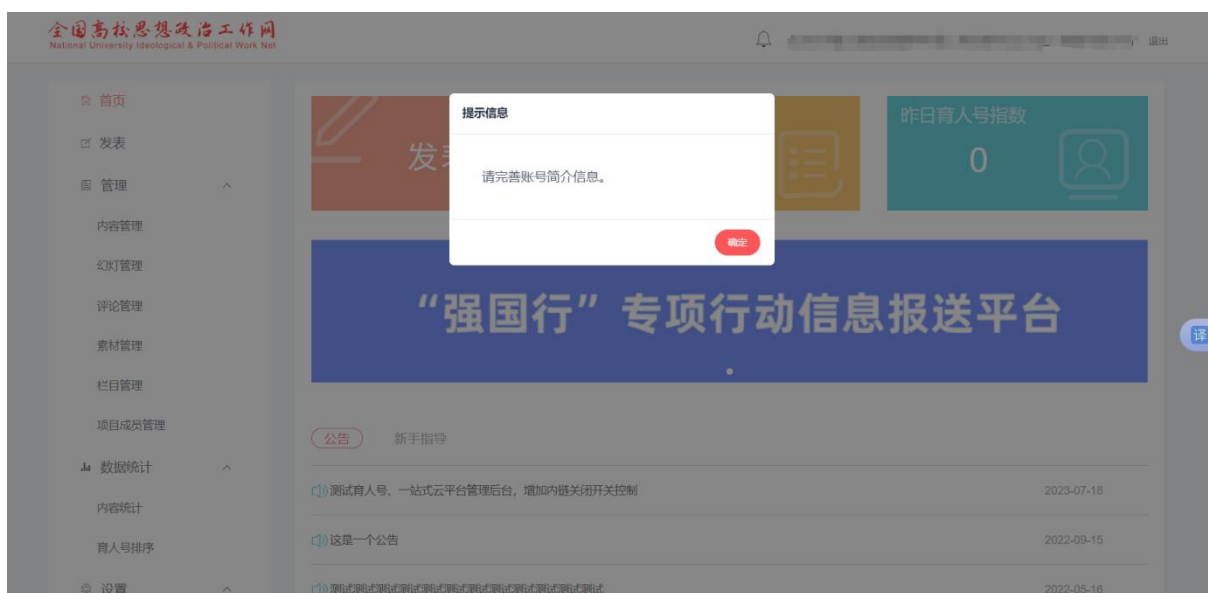 全国高校思想政治工作网
National University Ideological & Political Work Net
退出
首页
发表
管理
内容管理
幻灯管理
评论管理
素材管理
栏目管理
项目成员管理
数据统计
内容统计
育人号排序
设置
提示信息
请完善账号简介信息。
确定
发
昨日育人号指数
0
“强国行”专项行动信息报送平台
译
公告
新手指导
测试育人号、一站式云平台管理后台，增加内链关闭开关控制
2023-07-18
这是一个公告
2022-09-15
测试测试测试测试测试测试测试测试测试测试测试测试
2022-05-16